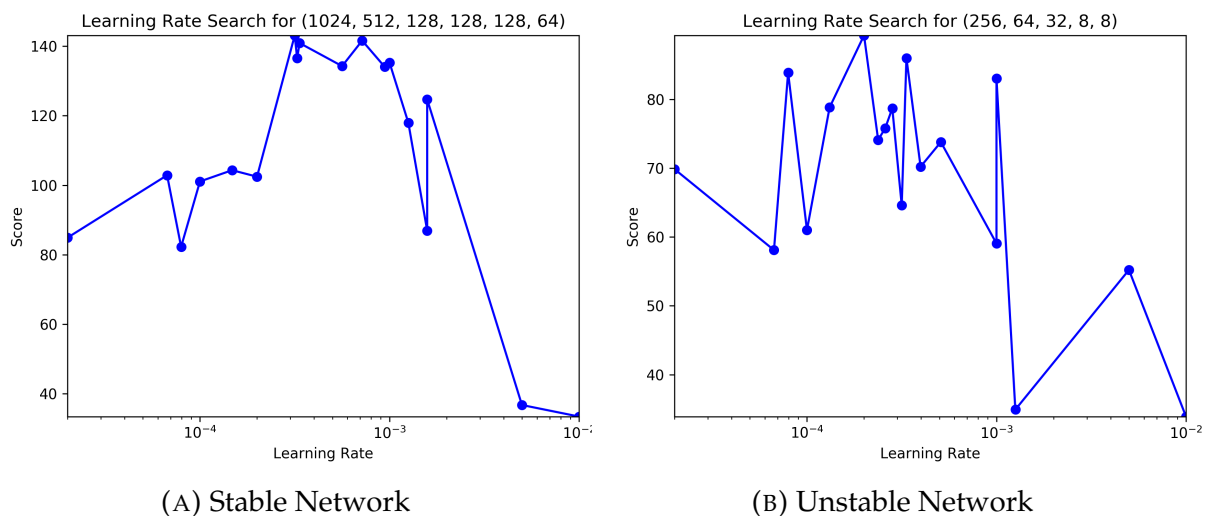 Learning Rate Search for (1024, 512, 128, 128, 128, 64)
140
120
100
80
60
40
Score
10⁻⁴
10⁻³
10⁻²
Learning Rate
(A) Stable Network
Learning Rate Search for (256, 64, 32, 8, 8)
80
70
60
50
40
Score
10⁻⁴
10⁻³
10⁻²
Learning Rate
(B) Unstable Network